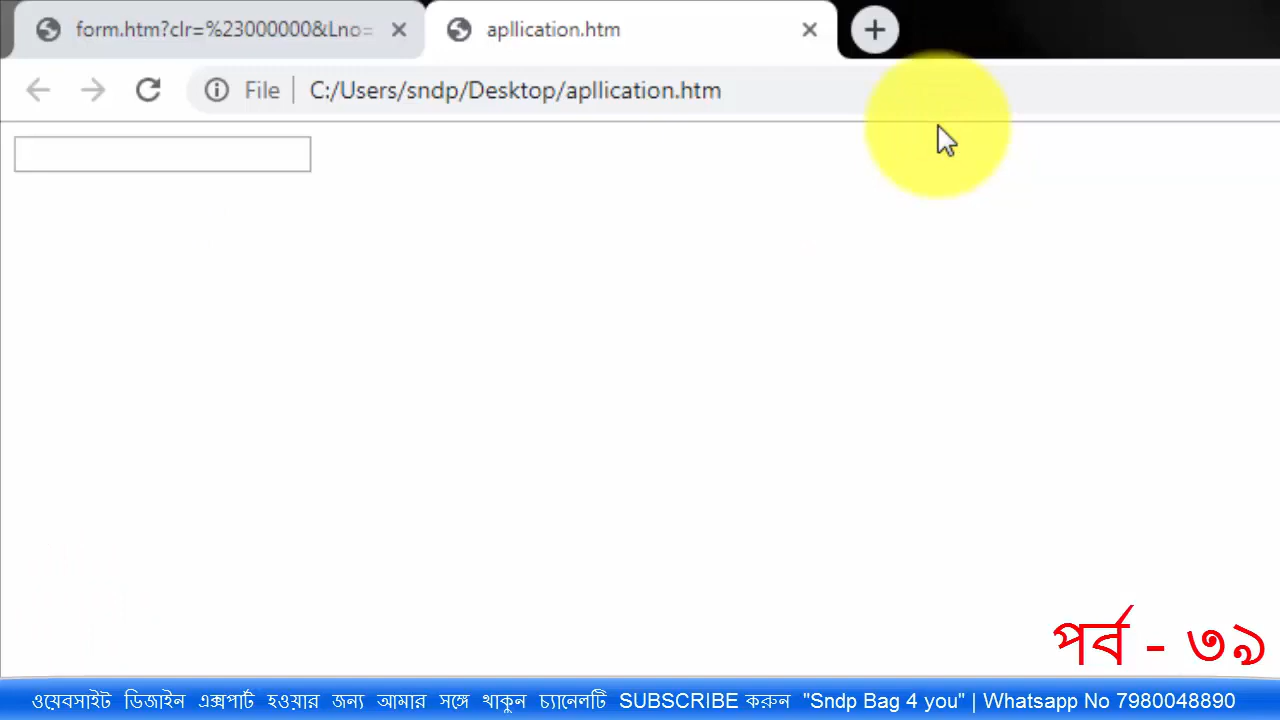 form.htm?clr=%23000000&Lno=
apllication.htm
File
C:/Users/sndp/Desktop/apllication.htm
পর্ব - ৩৯
ওয়েবসাইট ডিজাইন এক্সপার্ট হওয়ার জন্য আমার সঙ্গে থাকুন চ্যানেলটি SUBSCRIBE করুন "Sndp Bag 4 you" | Whatsapp No 7980048890